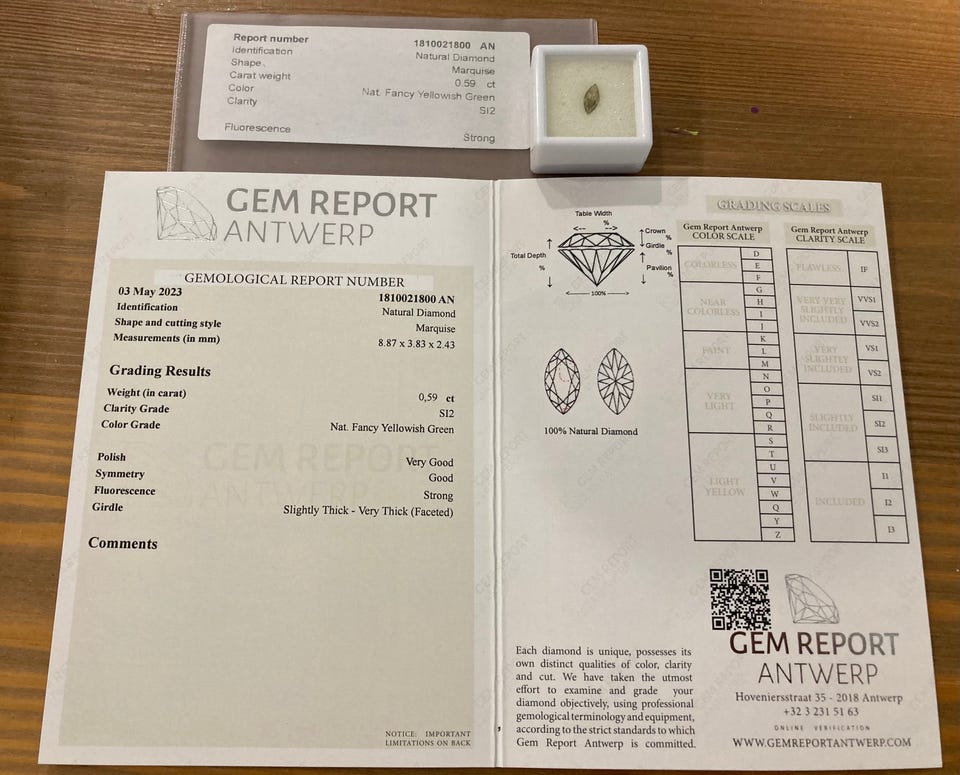 Report number 1810021800 AN
Identification Natural Diamond
Shape Marquise
Carat weight 0.59 ct
Color Nat. Fancy Yellowish Green
Clarity SI2
Fluorescence Strong
GEM REPORT
ANTWERP
GEMOLOGICAL REPORT NUMBER
03 May 2023 1810021800 AN
Identification Natural Diamond
Shape and cutting style Marquise
Measurements (in mm) 8.87 x 3.83 x 2.43
Grading Results
Weight (in carat) 0,59 ct
Clarity Grade SI2
Color Grade Nat. Fancy Yellowish Green
Polish Very Good
Symmetry Good
Fluorescence Strong
Girdle Slightly Thick - Very Thick (Faceted)
Comments
NOTICE: IMPORTANT
LIMITATIONS ON BACK
Table Width
%
Crown
%
Girdle
%
Pavilion
%
Total Depth
%
100%
100% Natural Diamond
GRADING SCALES
Gem Report Antwerp
COLOR SCALE
COLORLESS
D
E
F
NEAR
COLORLESS
G
H
I
J
FAINT
K
L
M
VERY
LIGHT
N
O
P
Q
R
LIGHT
YELLOW
S
T
U
V
W
Q
Y
Z
Gem Report Antwerp
CLARITY SCALE
FLAWLESS
IF
VERY VERY
SLIGHTLY
INCLUDED
VVS1
VVS2
VERY
SLIGHTLY
INCLUDED
VS1
VS2
SLIGHTLY
INCLUDED
SI1
SI2
SI3
INCLUDED
I1
I2
I3
Each diamond is unique, possesses its
own distinct qualities of color, clarity
and cut. We have taken the utmost
effort to examine and grade your
diamond objectively, using professional
gemological terminology and equipment,
according to the strict standards to which
Gem Report Antwerp is committed.
GEM REPORT
ANTWERP
Hoveniersstraat 35 - 2018 Antwerp
+32 3 231 51 63
ONLINE VERIFICATION
WWW.GEMREPORTANTWERP.COM